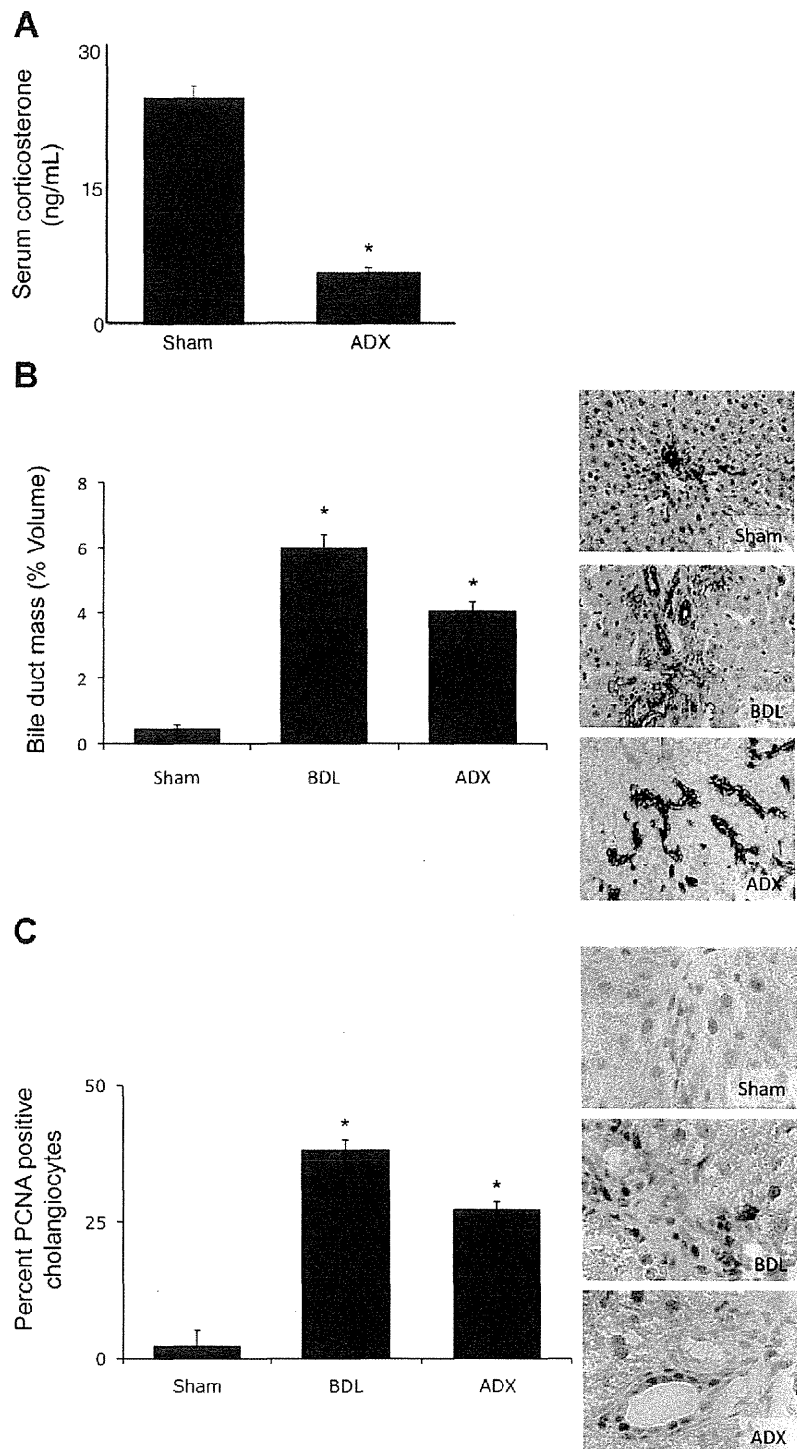 A
Serum corticosterone
(ng/mL)
30
15
0
*
Sham
ADX
B
Bile duct mass (% Volume)
8
6
4
2
0
*
*
Sham
BDL
ADX
Sham
BDL
ADX
C
Percent PCNA positive
cholangiocytes
50
25
0
*
*
Sham
BDL
ADX
Sham
BDL
ADX